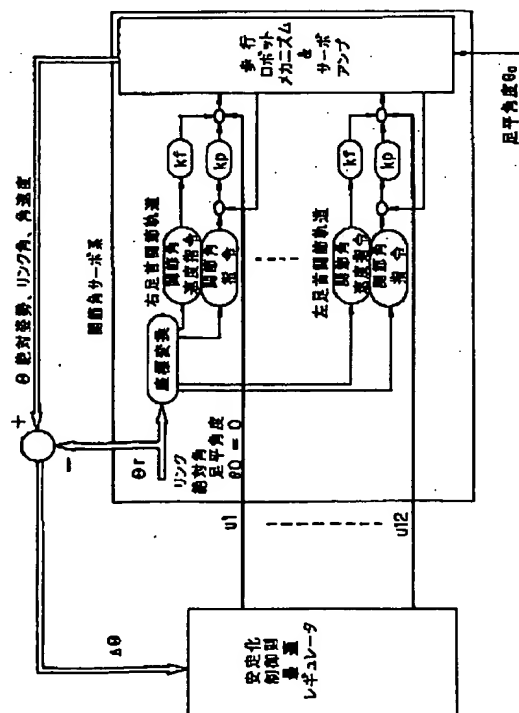 Θ 絶対姿勢、リンク角、角速度
+
−
ΔΘ
関節角サーボ系
Θr
リンク
絶対角
足平角度
θ0 = 0
座標変換
右足首関節軌道
関節角
速度指令
関節角
指令
kf
kp
左足首関節軌道
関節角
速度指令
関節角
指令
kf
kp
歩行
ロボット
メカニズム
&
サーボ
アンプ
足平角度θ0
u1
u12
安定化
制御則
最適
レギュレータ